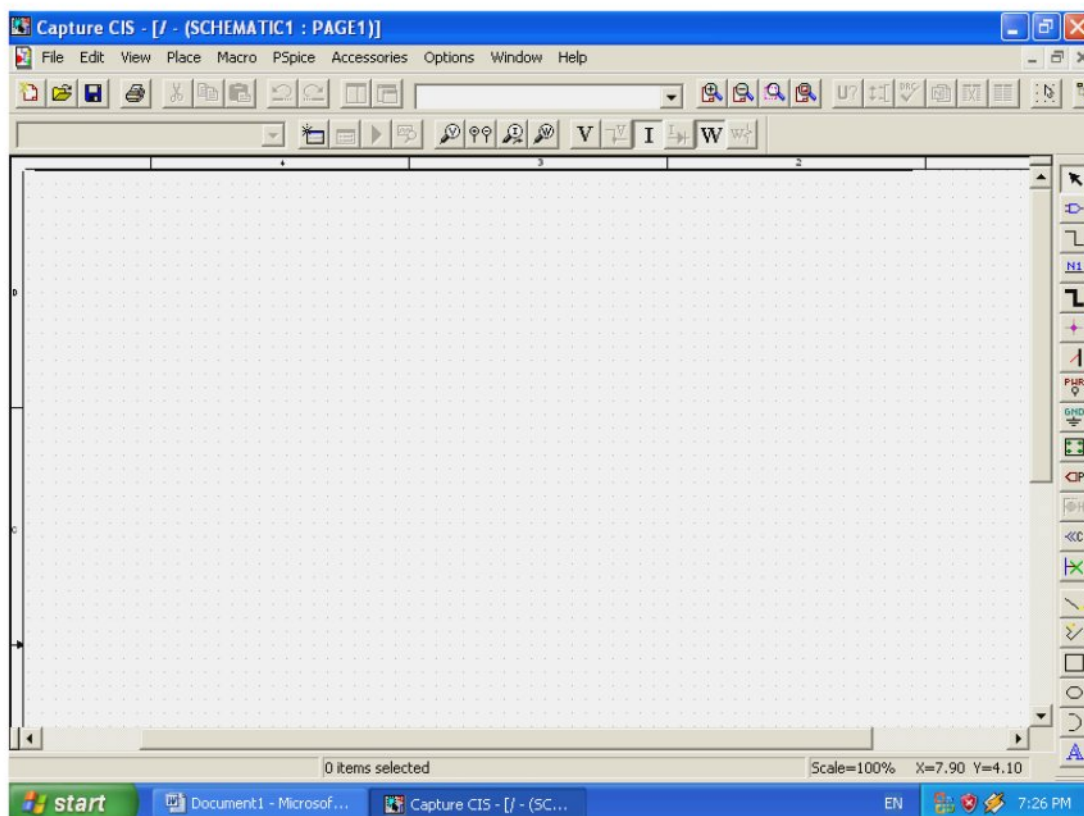 Capture CIS - [/ - (SCHEMATIC1 : PAGE1)]
File Edit View Place Macro PSpice Accessories Options Window Help
U? DRC
V V I I W W
4 3 2
D
C
N1
PWR
GND
P
H
«C
A
0 items selected Scale=100% X=7.90 Y=4.10
start Document1 - Microsof... Capture CIS - [/ - (SC... EN 7:26 PM